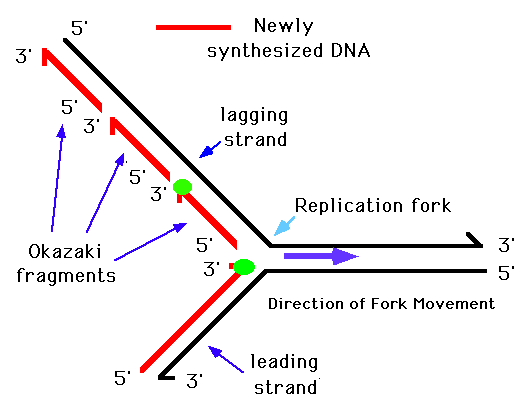 5'
Newly
synthesized DNA
3'
5'
3'
lagging
strand
5'
3'
Replication fork
Okazaki
fragments
5'
3'
3'
5'
Direction of Fork Movement
leading
strand
5'
3'